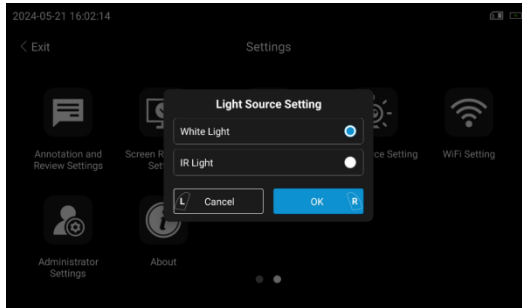 2024-05-21 16:02:14
Exit
Settings
Light Source Setting
White Light
IR Light
L
Cancel
OK
R
Annotation and
Review Settings
Screen R
Set
ce Setting
WiFi Setting
Administrator
Settings
About